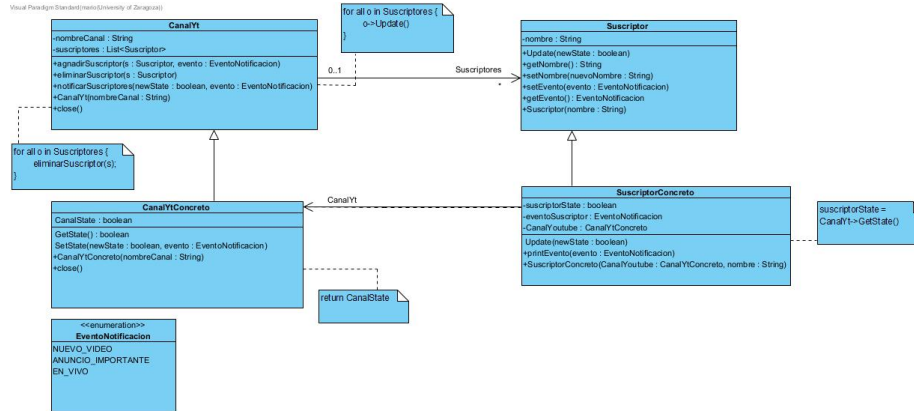 Visual Paradigm Standard(mario(University of Zaragoza))
CanalYt
-nombreCanal : String
-suscriptores : List<Suscriptor>
+agnadirSuscriptor(s : Suscriptor, evento : EventoNotificacion)
+eliminarSuscriptor(s : Suscriptor)
+notificarSuscriptores(newState : boolean, evento : EventoNotificacion)
+CanalYt(nombreCanal : String)
+close()
for all o in Suscriptores {
o->Update()
}
0..1
Suscriptores
*
Suscriptor
-nombre : String
+Update(newState : boolean)
+getNombre() : String
+setNombre(nuevoNombre : String)
+setEvento(evento : EventoNotificacion)
+getEvento() : EventoNotificacion
+Suscriptor(nombre : String)
for all o in Suscriptores {
eliminarSuscriptor(s);
}
CanalYt
CanalYtConcreto
CanalState : boolean
GetState() : boolean
SetState(newState : boolean, evento : EventoNotificacion)
+CanalYtConcreto(nombreCanal : String)
+close()
SuscriptorConcreto
-suscriptorState : boolean
-eventoSuscriptor : EventoNotificacion
-CanalYoutube : CanalYtConcreto
Update(newState : boolean)
+printEvento(evento : EventoNotificacion)
+SuscriptorConcreto(CanalYoutube : CanalYtConcreto, nombre : String)
suscriptorState =
CanalYt->GetState()
return CanalState
<<enumeration>>
EventoNotificacion
NUEVO_VIDEO
ANUNCIO_IMPORTANTE
EN_VIVO